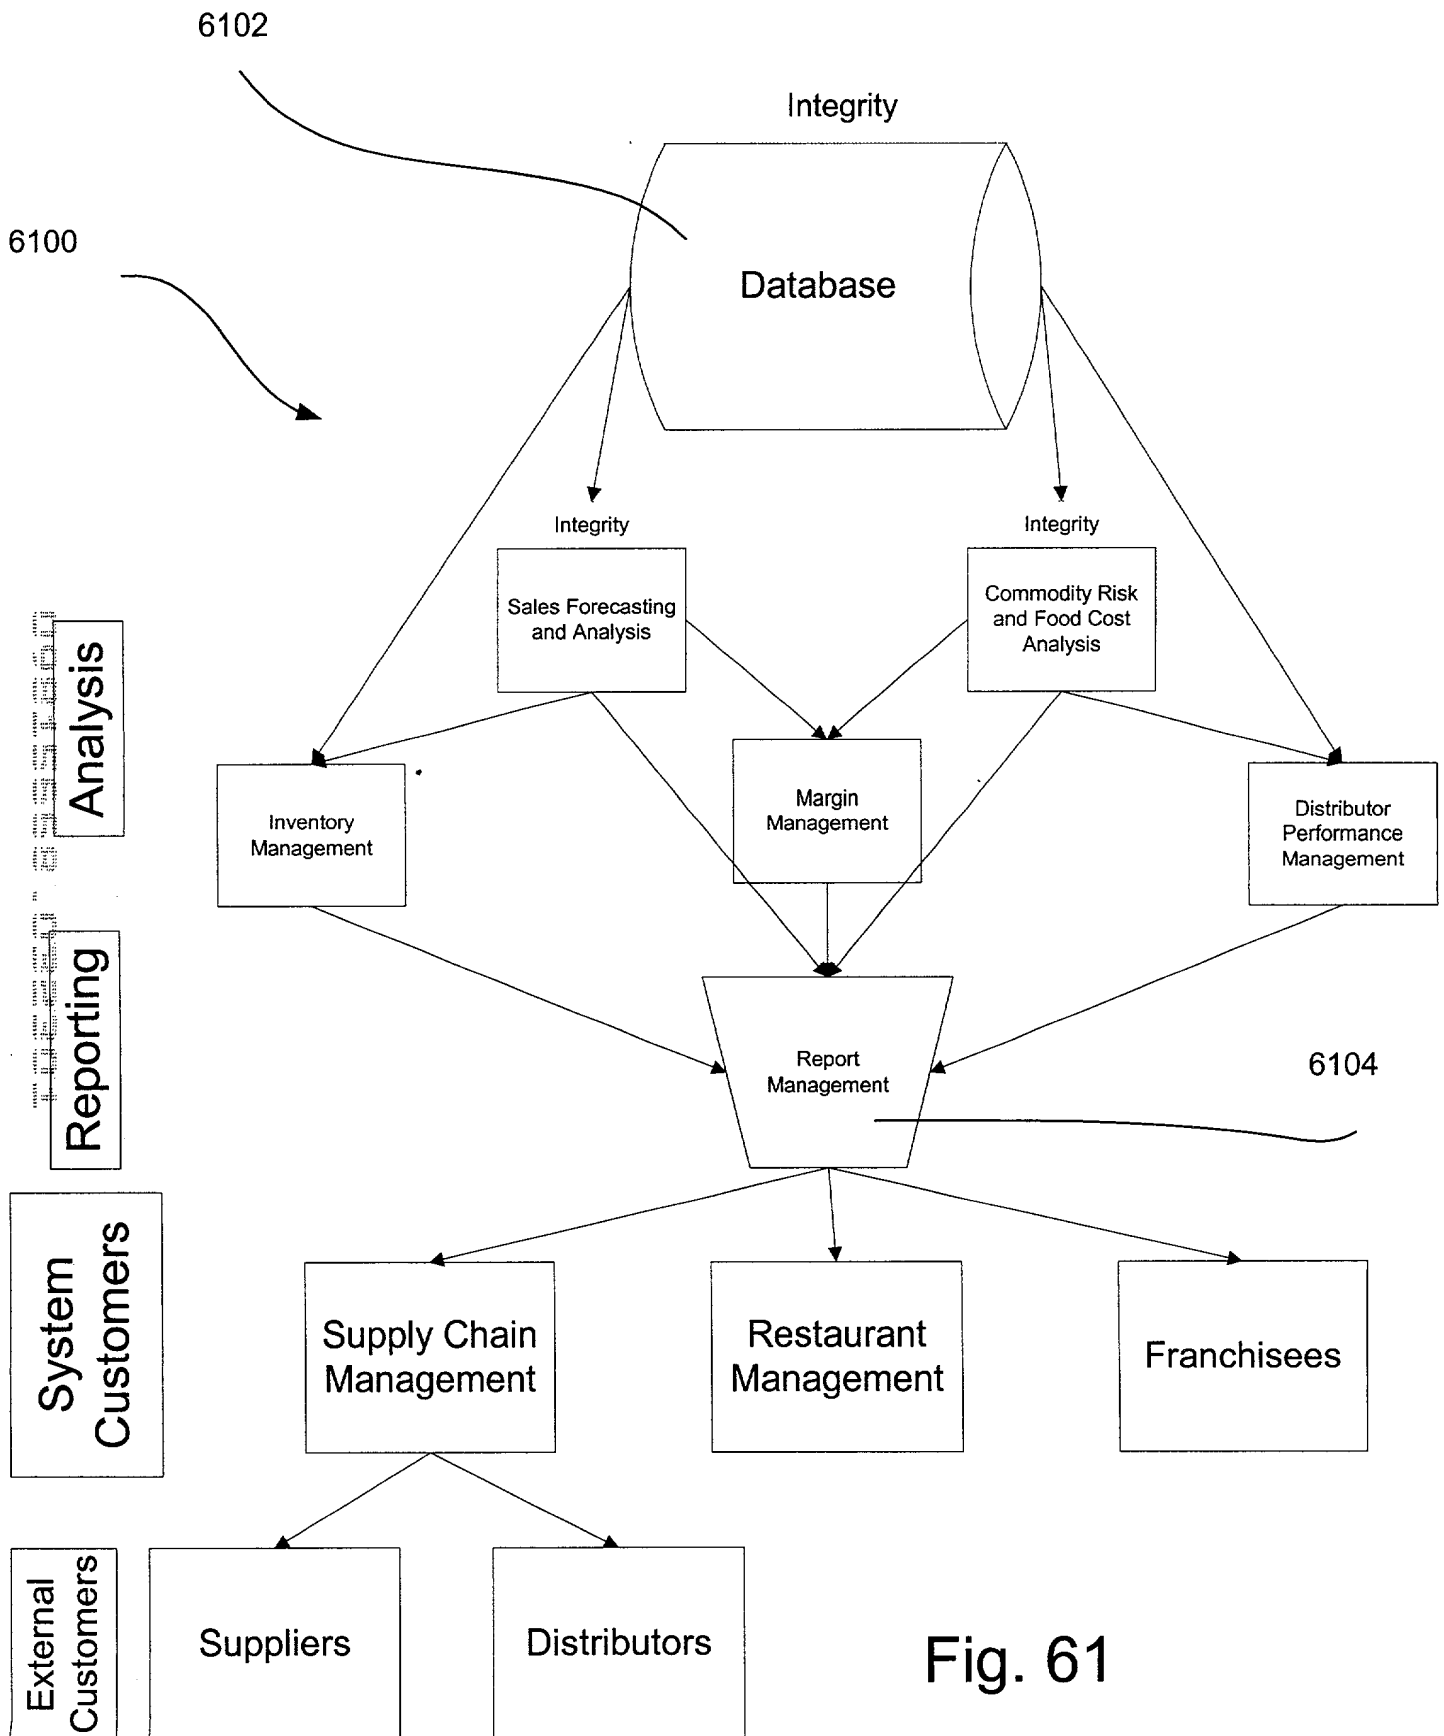 6102
Integrity
6100
Database
Integrity
Integrity
Sales Forecasting
and Analysis
Commodity Risk
and Food Cost
Analysis
Analysis
Inventory
Management
Margin
Management
Distributor
Performance
Management
Reporting
Report
Management
6104
System
Customers
Supply Chain
Management
Restaurant
Management
Franchisees
External
Customers
Suppliers
Distributors
Fig. 61